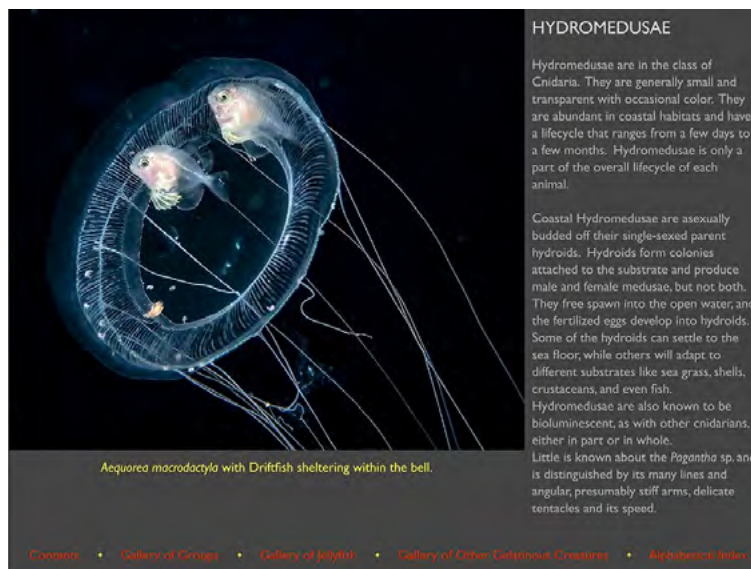 HYDROMEDUSAE
Hydromedusae are in the class of
Cnidaria. They are generally small and
transparent with occasional color. They
are abundant in coastal habitats and have
a lifecycle that ranges from a few days to
a few months. Hydromedusae is only a
part of the overall lifecycle of each
animal.
Coastal Hydromedusae are asexually
budded off their single-sexed parent
hydroids. Hydroids form colonies
attached to the substrate and produce
male and female medusae, but not both.
They free spawn into the open water, and
the fertilized eggs develop into hydroids.
Some of the hydroids can settle to the
sea floor, while others will adapt to
different substrates like sea grass, shells,
crustaceans, and even fish.
Hydromedusae are also known to be
bioluminescent, as with other cnidarians,
either in part or in whole.
Little is known about the Pegantha sp. and
is distinguished by its many lines and
angular, presumably stiff arms, delicate
tentacles and its speed.
Aequorea macrodactyla with Driftfish sheltering within the bell.
Contents • Gallery of Groups • Gallery of Jellyfish • Gallery of Other Gelatinous Creatures • Alphabetical Index